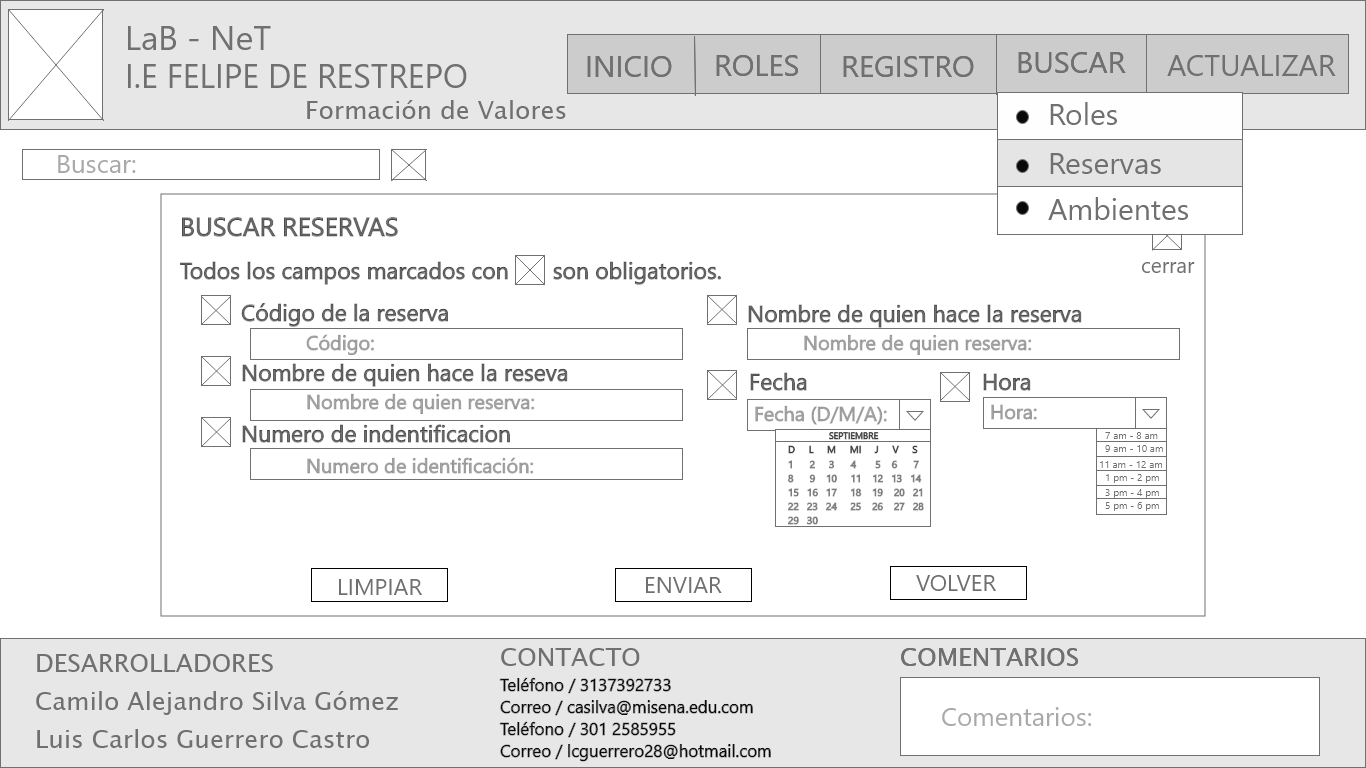 LaB - NeT
I.E FELIPE DE RESTREPO
Formación de Valores
INICIO
ROLES
REGISTRO
BUSCAR
ACTUALIZAR
Roles
Reservas
Ambientes
Buscar:
BUSCAR RESERVAS
cerrar
Todos los campos marcados con son obligatorios.
Código de la reserva
Código:
Nombre de quien hace la reseva
Nombre de quien reserva:
Numero de indentificacion
Numero de identificación:
Nombre de quien hace la reserva
Nombre de quien reserva:
Fecha
Fecha (D/M/A):
SEPTIEMBRE
D L M MI J V S
1 2 3 4 5 6 7
8 9 10 11 12 13 14
15 16 17 18 19 20 21
22 23 24 25 26 27 28
29 30
Hora
Hora:
7 am - 8 am
9 am - 10 am
11 am - 12 am
1 pm - 2 pm
3 pm - 4 pm
5 pm - 6 pm
LIMPIAR
ENVIAR
VOLVER
DESARROLLADORES
Camilo Alejandro Silva Gómez
Luis Carlos Guerrero Castro
CONTACTO
Teléfono / 3137392733
Correo / casilva@misena.edu.com
Teléfono / 301 2585955
Correo / lcguerrero28@hotmail.com
COMENTARIOS
Comentarios: